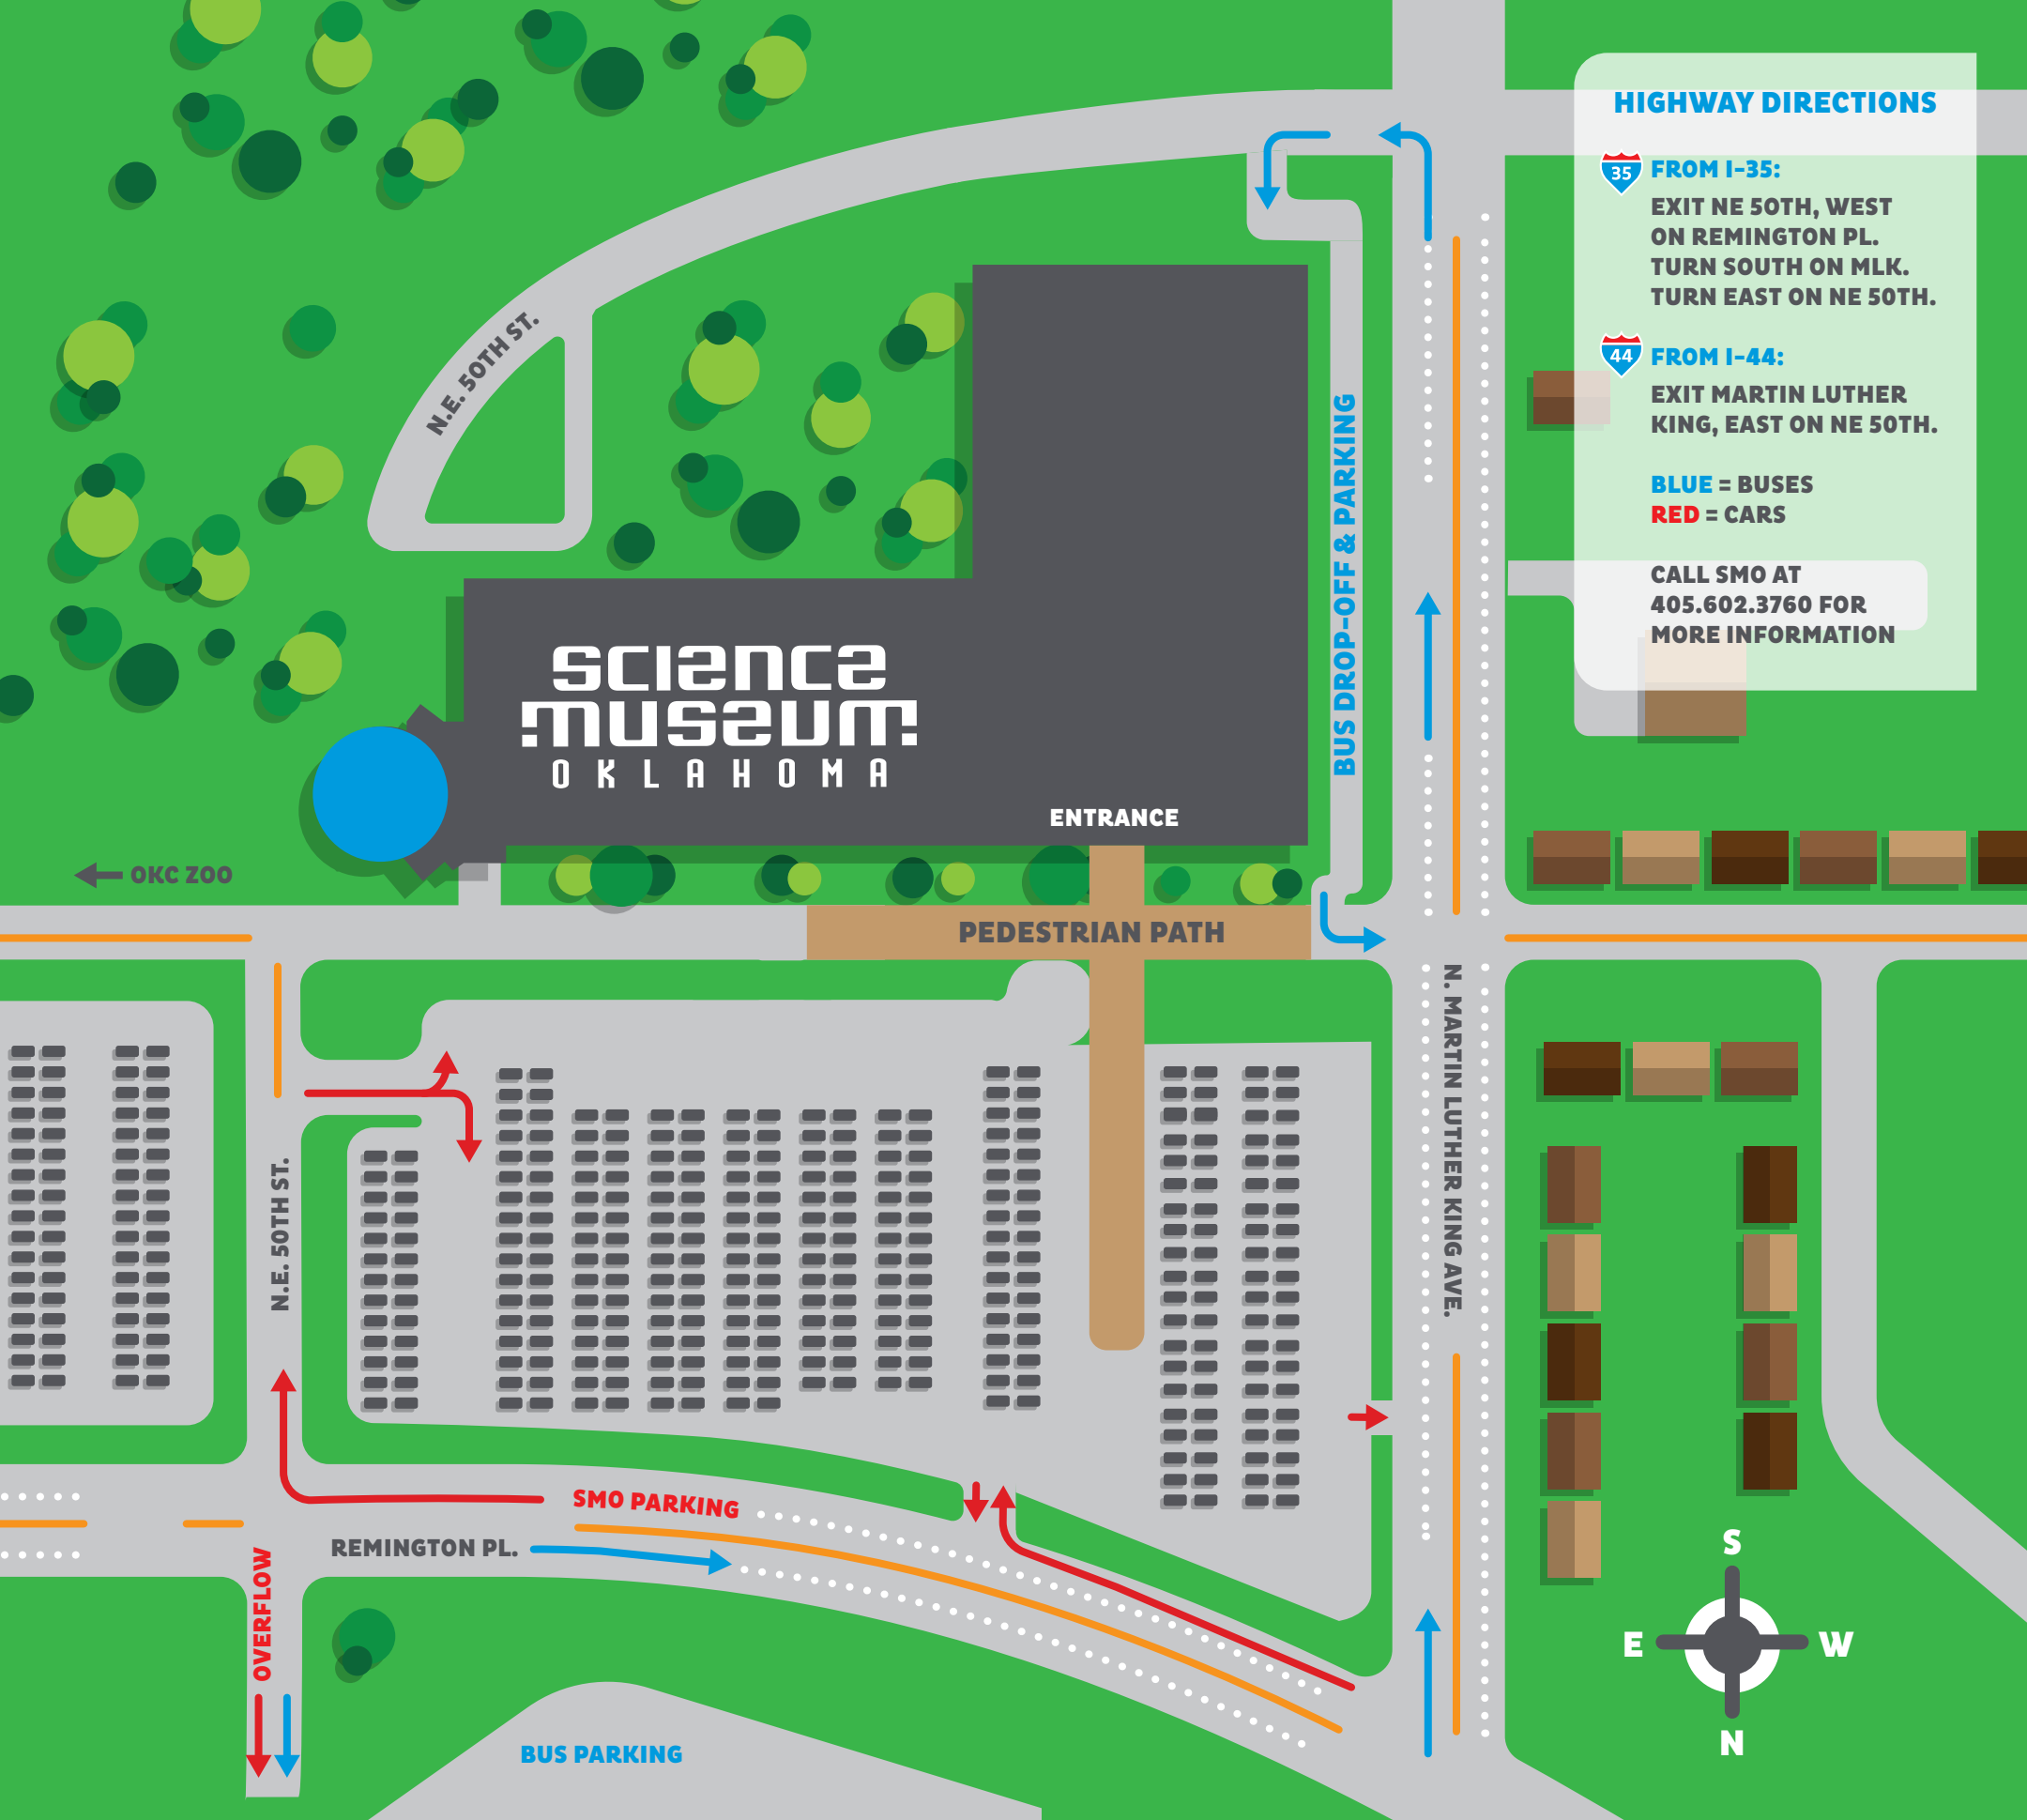 HIGHWAY DIRECTIONS
35
FROM I-35:
EXIT NE 50TH, WEST
ON REMINGTON PL.
TURN SOUTH ON MLK.
TURN EAST ON NE 50TH.
44
FROM I-44:
EXIT MARTIN LUTHER
KING, EAST ON NE 50TH.
BLUE = BUSES
RED = CARS
CALL SMO AT
405.602.3760 FOR
MORE INFORMATION
N.E. 50TH ST.
BUS DROP-OFF & PARKING
SCIENCE
MUSEUM
OKLAHOMA
ENTRANCE
OKC ZOO
PEDESTRIAN PATH
N. MARTIN LUTHER KING AVE.
N.E. 50TH ST.
SMO PARKING
REMINGTON PL.
OVERFLOW
BUS PARKING
S
E
W
N